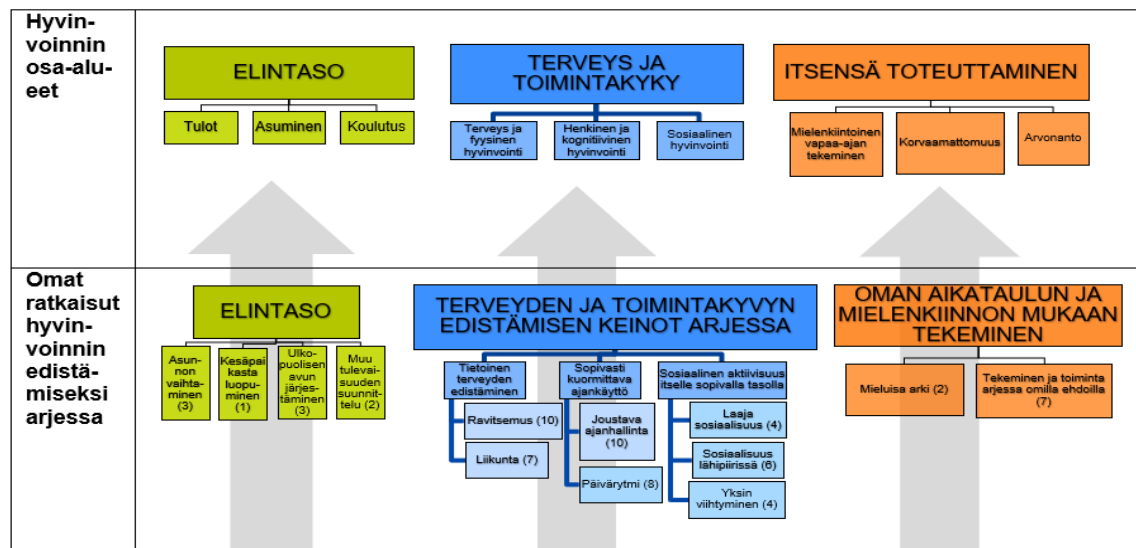 Hyvin-
voinnin
osa-alu-
eet
ELINTASO
Tulot
Asuminen
Koulutus
TERVEYS JA
TOIMINTAKYKY
Terveys ja
fyysinen
hyvinvointi
Henkinen ja
kognitiivinen
hyvinvointi
Sosiaalinen
hyvinvointi
ITSENSÄ TOTEUTTAMINEN
Mielenkiintoinen
vapaa-ajan
tekeminen
Korvaamattomuus
Arvonanto
Omat
ratkaisut
hyvin-
voinnin
edistä-
miseksi
arjessa
ELINTASO
Asun-
non
vaihta-
minen
(3)
Kesäpai
kasta
luopu-
minen
(1)
Ulko-
puolisen
avun
järjes-
täminen
(3)
Muu
tulevai-
suuden
suunnit-
telu (2)
TERVEYDEN JA TOIMINTAKYVYN
EDISTÄMISEN KEINOT ARJESSA
Tietoinen
terveyden
edistäminen
Ravitsemus (10)
Liikunta (7)
Sopivasti
kuormittava
ajankäyttö
Joustava
ajanhallinta
(10)
Päivärytmi (8)
Sosiaalinen aktiivisuus
itselle sopivalla tasolla
Laaja
sosiaalisuus (4)
Sosiaalisuus
lähipiirissä (6)
Yksin
viihtyminen (4)
OMAN AIKATAULUN JA
MIELENKIINNON MUKAAN
TEKEMINEN
Mieluisa arki (2)
Tekeminen ja toiminta
arjessa omilla ehdoilla
(7)